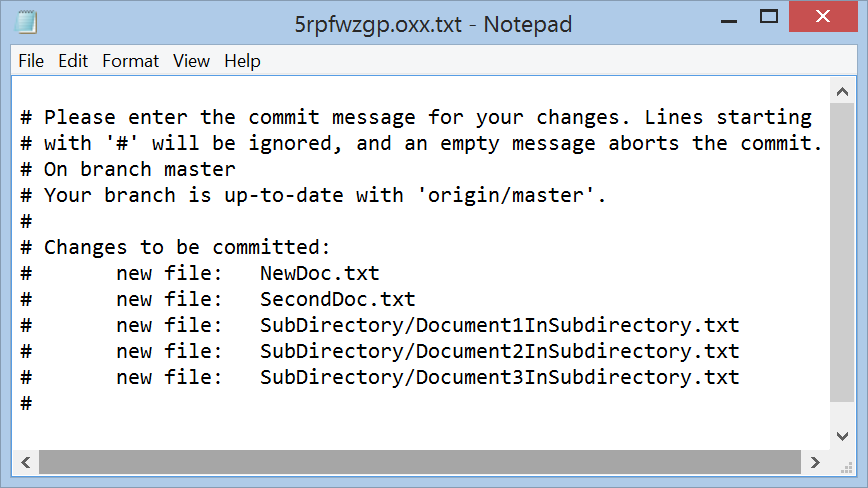 5rpfwzgp.oxx.txt - Notepad
File Edit Format View Help
# Please enter the commit message for your changes. Lines starting
# with '#' will be ignored, and an empty message aborts the commit.
# On branch master
# Your branch is up-to-date with 'origin/master'.
#
# Changes to be committed:
#       new file:   NewDoc.txt
#       new file:   SecondDoc.txt
#       new file:   SubDirectory/Document1InSubdirectory.txt
#       new file:   SubDirectory/Document2InSubdirectory.txt
#       new file:   SubDirectory/Document3InSubdirectory.txt
#